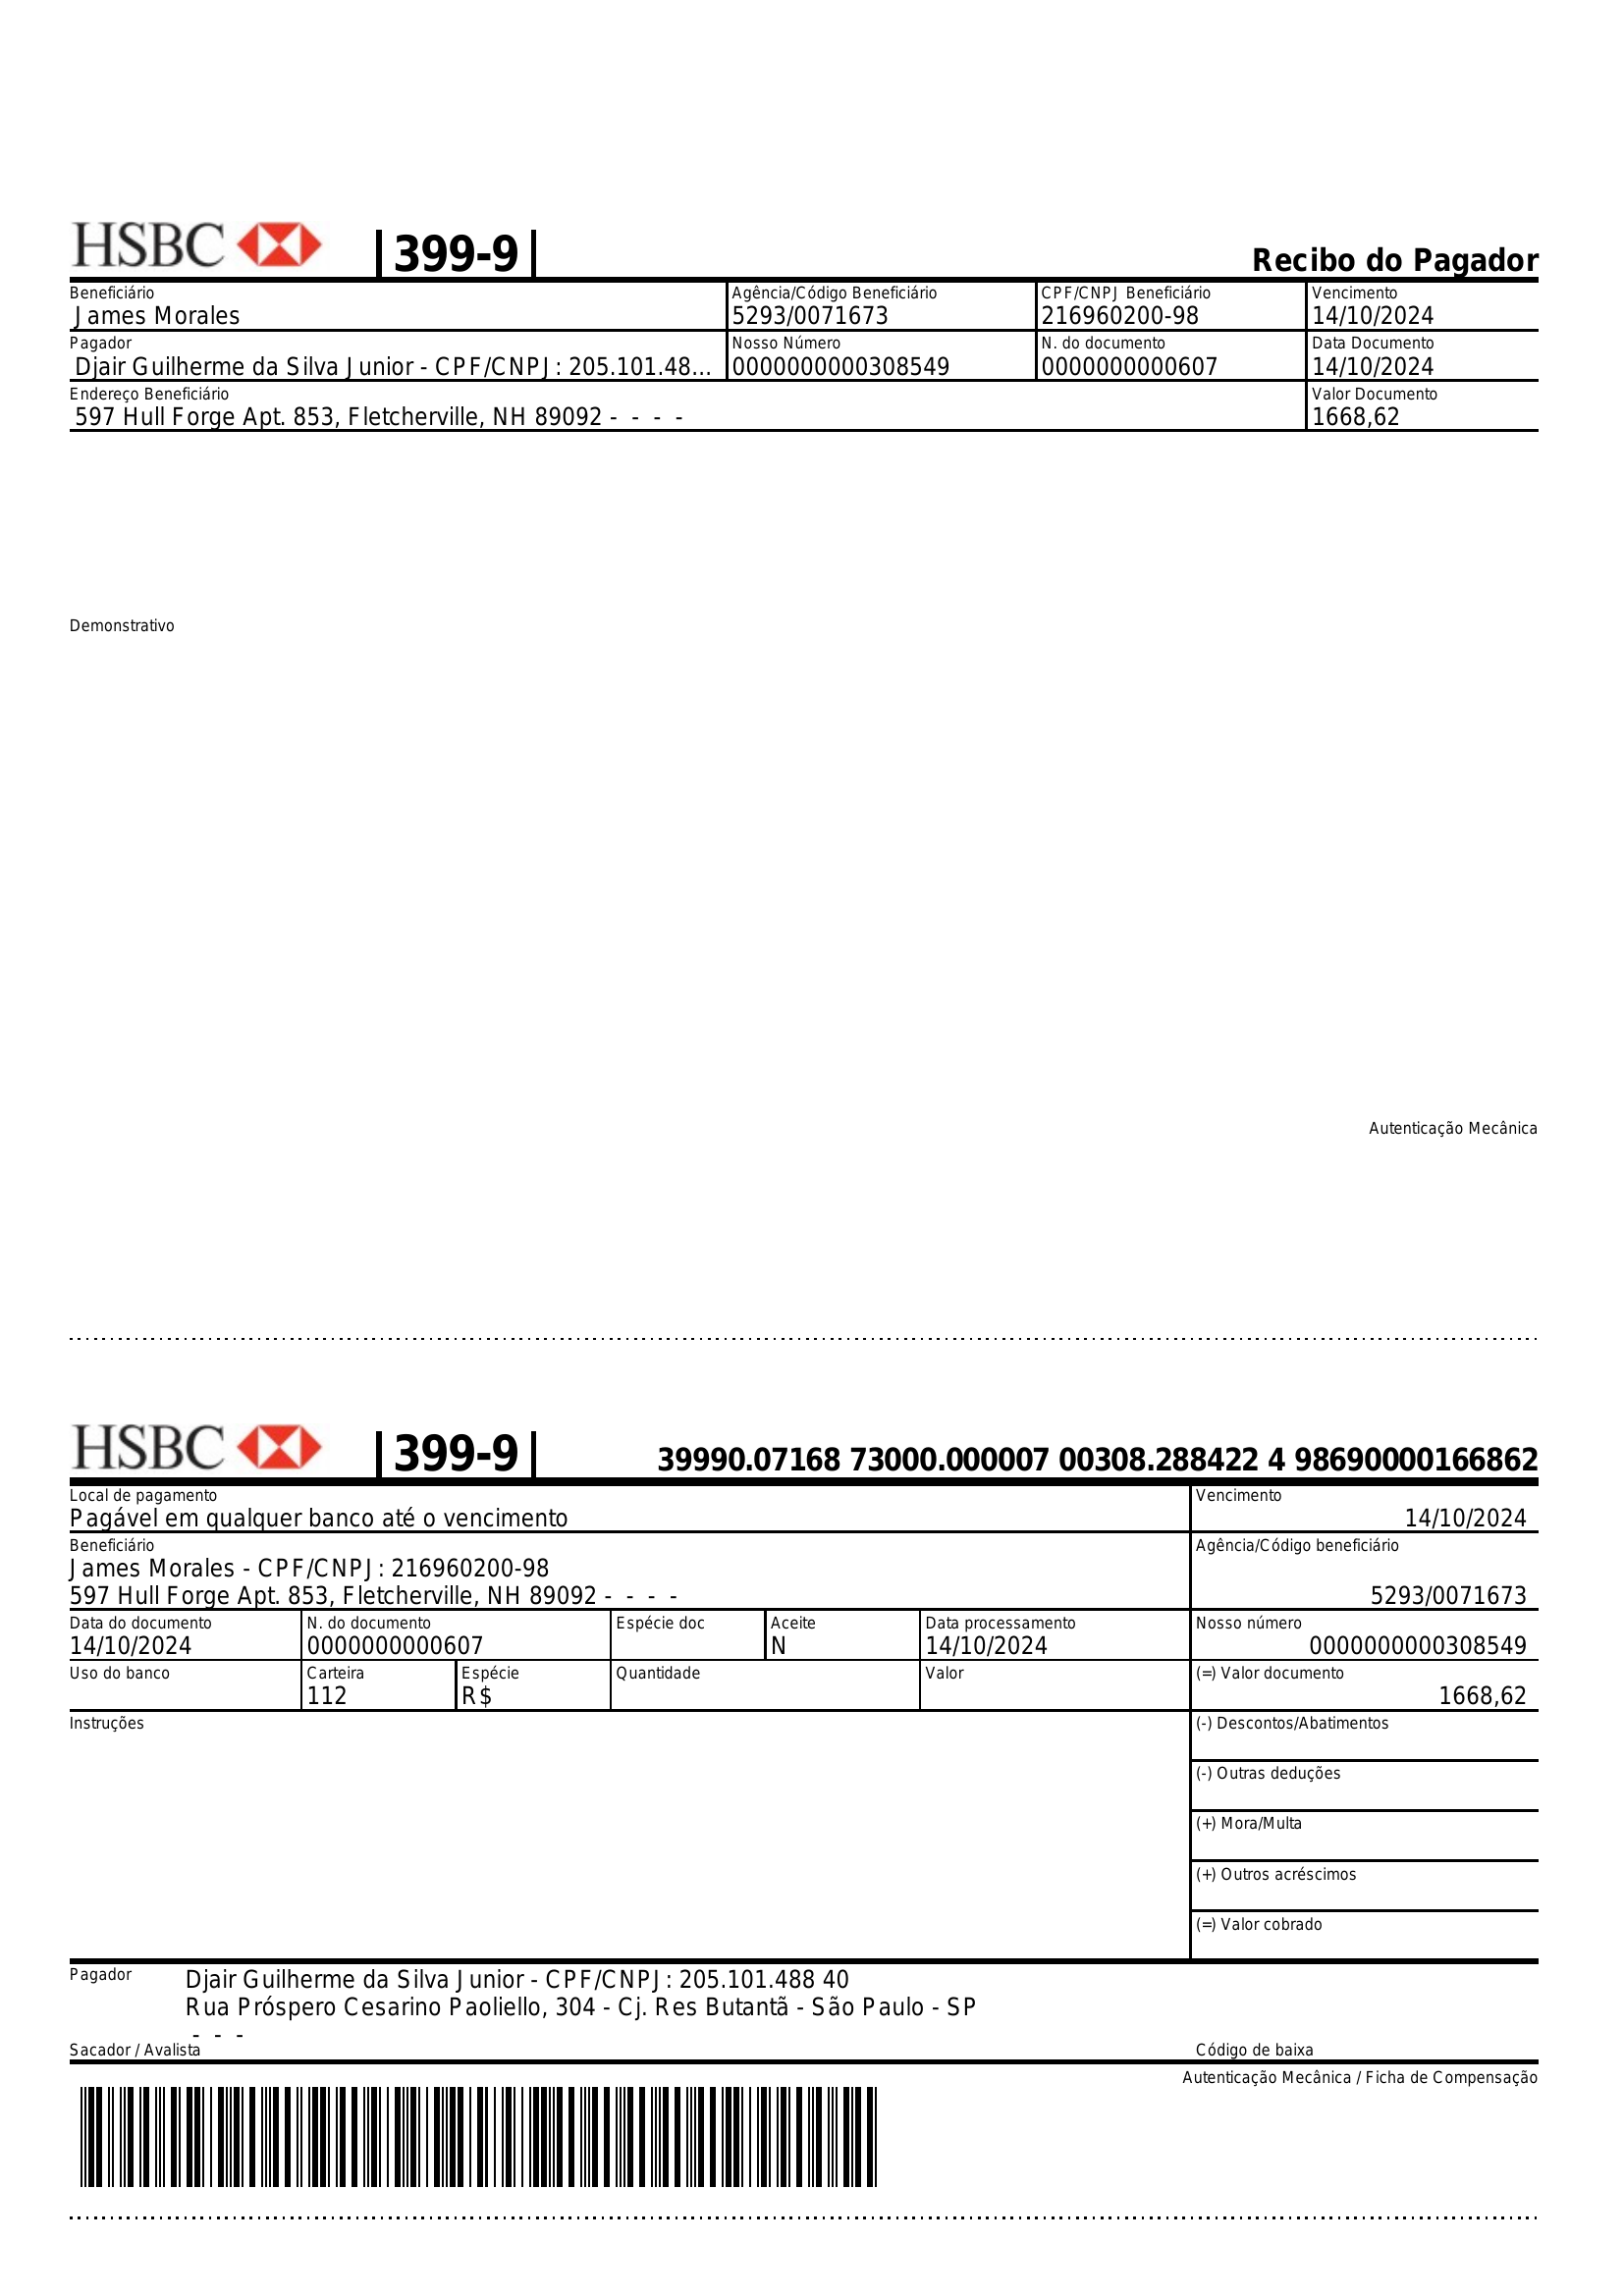 HSBC 399-9 Recibo do Pagador
Beneficiário Agência/Código Beneficiário CPF/CNPJ Beneficiário Vencimento
James Morales 5293/0071673 216960200-98 14/10/2024
Pagador Nosso Número N. do documento Data Documento
Djair Guilherme da Silva Junior - CPF/CNPJ: 205.101.48... 0000000000308549 0000000000607 14/10/2024
Endereço Beneficiário Valor Documento
597 Hull Forge Apt. 853, Fletcherville, NH 89092 - - - - 1668,62
Demonstrativo
Autenticação Mecânica
HSBC 399-9 39990.07168 73000.000007 00308.288422 4 98690000166862
Local de pagamento Vencimento
Pagável em qualquer banco até o vencimento 14/10/2024
Beneficiário Agência/Código beneficiário
James Morales - CPF/CNPJ: 216960200-98
597 Hull Forge Apt. 853, Fletcherville, NH 89092 - - - - 5293/0071673
Data do documento N. do documento Espécie doc Aceite Data processamento Nosso número
14/10/2024 0000000000607 N 14/10/2024 0000000000308549
Uso do banco Carteira Espécie Quantidade Valor (=) Valor documento
112 R$ 1668,62
Instruções (-) Descontos/Abatimentos
(-) Outras deduções
(+) Mora/Multa
(+) Outros acréscimos
(=) Valor cobrado
Pagador Djair Guilherme da Silva Junior - CPF/CNPJ: 205.101.488 40
Rua Próspero Cesarino Paoliello, 304 - Cj. Res Butantã - São Paulo - SP
- - -
Sacador / Avalista Código de baixa
Autenticação Mecânica / Ficha de Compensação